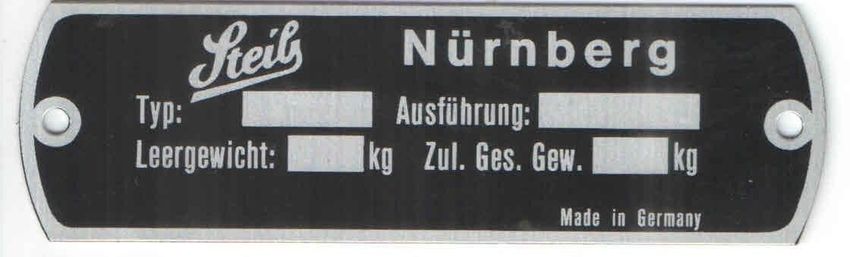 Steib Nürnberg
Typ: Ausführung:
Leergewicht: kg Zul. Ges. Gew. kg
Made in Germany